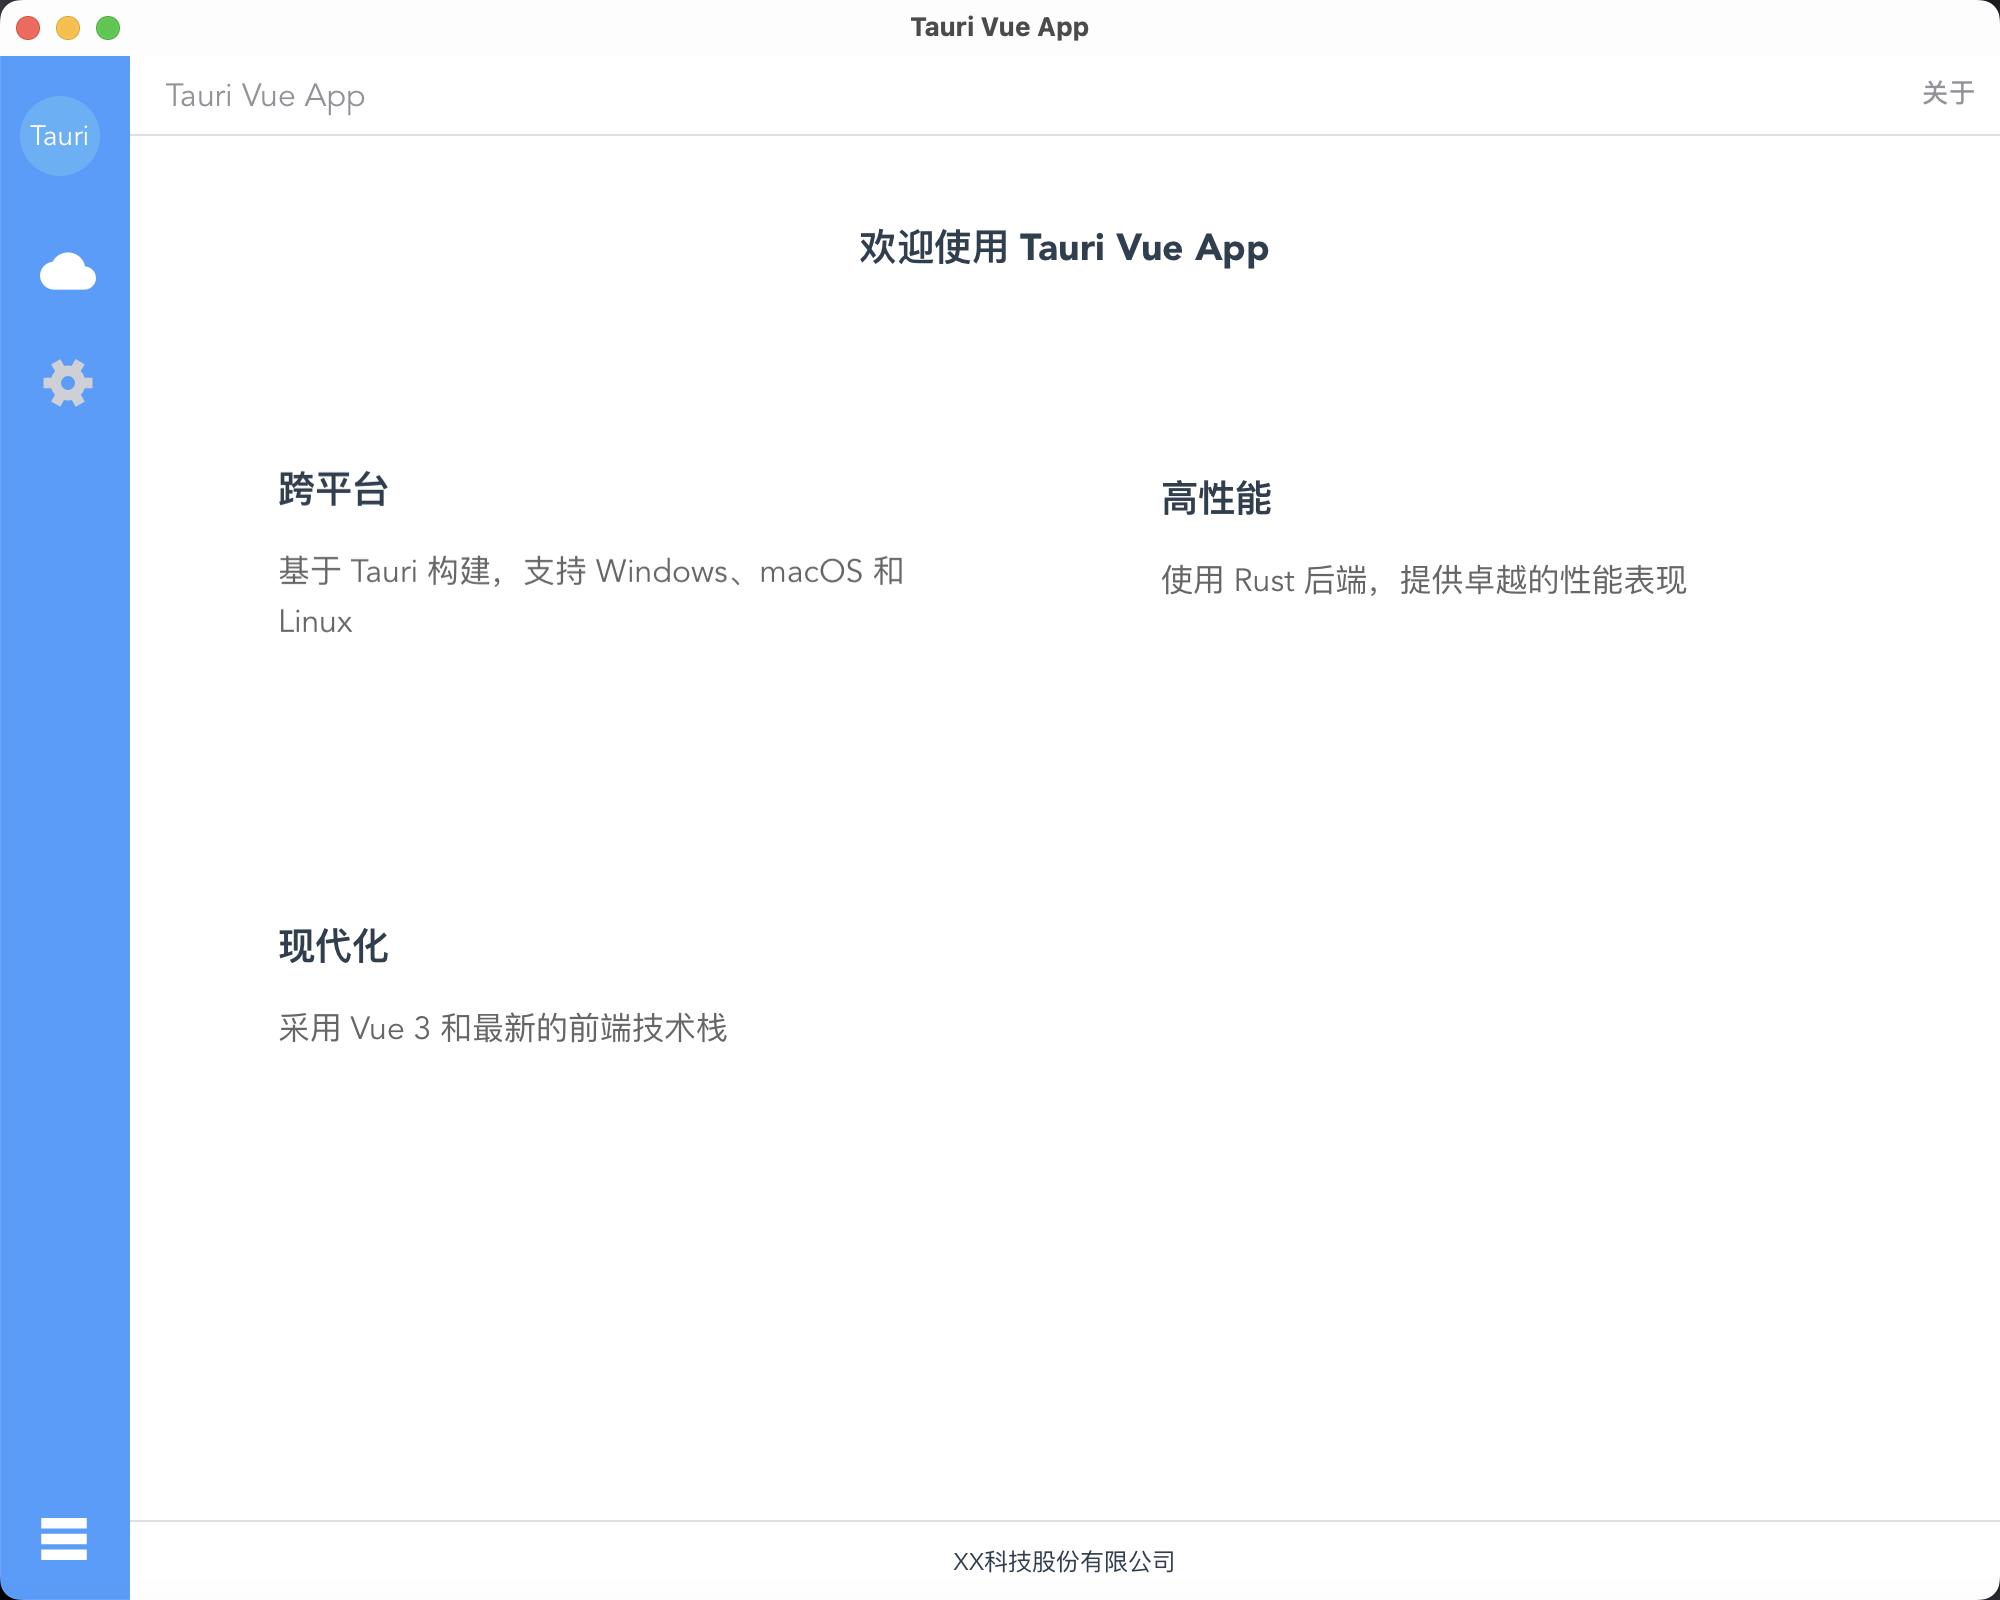 Tauri Vue App
Tauri
Tauri Vue App
关于
欢迎使用 Tauri Vue App
跨平台
基于 Tauri 构建，支持 Windows、macOS 和
Linux
高性能
使用 Rust 后端，提供卓越的性能表现
现代化
采用 Vue 3 和最新的前端技术栈
XX科技股份有限公司